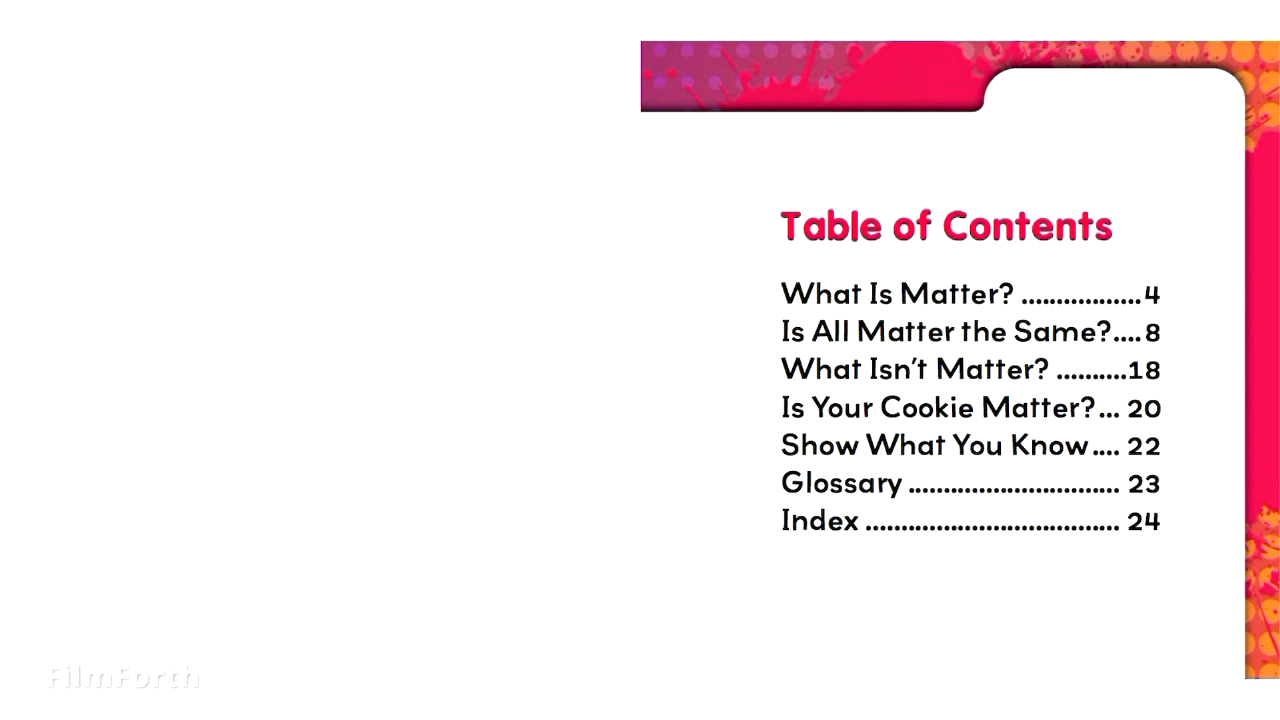 Table of Contents
What Is Matter? .................4
Is All Matter the Same?....8
What Isn't Matter? ..........18
Is Your Cookie Matter?... 20
Show What You Know.... 22
Glossary .............................. 23
Index .................................... 24
FilmForth